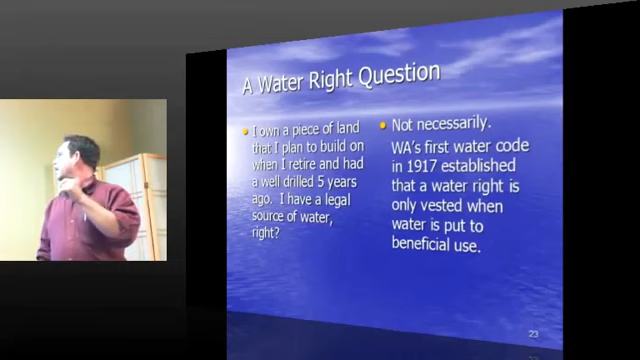 A Water Right Question
I own a piece of land
that I plan to build on
when I retire and had
a well drilled 5 years
ago. I have a legal
source of water,
right?
Not necessarily.
WA's first water code
in 1917 established
that a water right is
only vested when
water is put to
beneficial use.
23